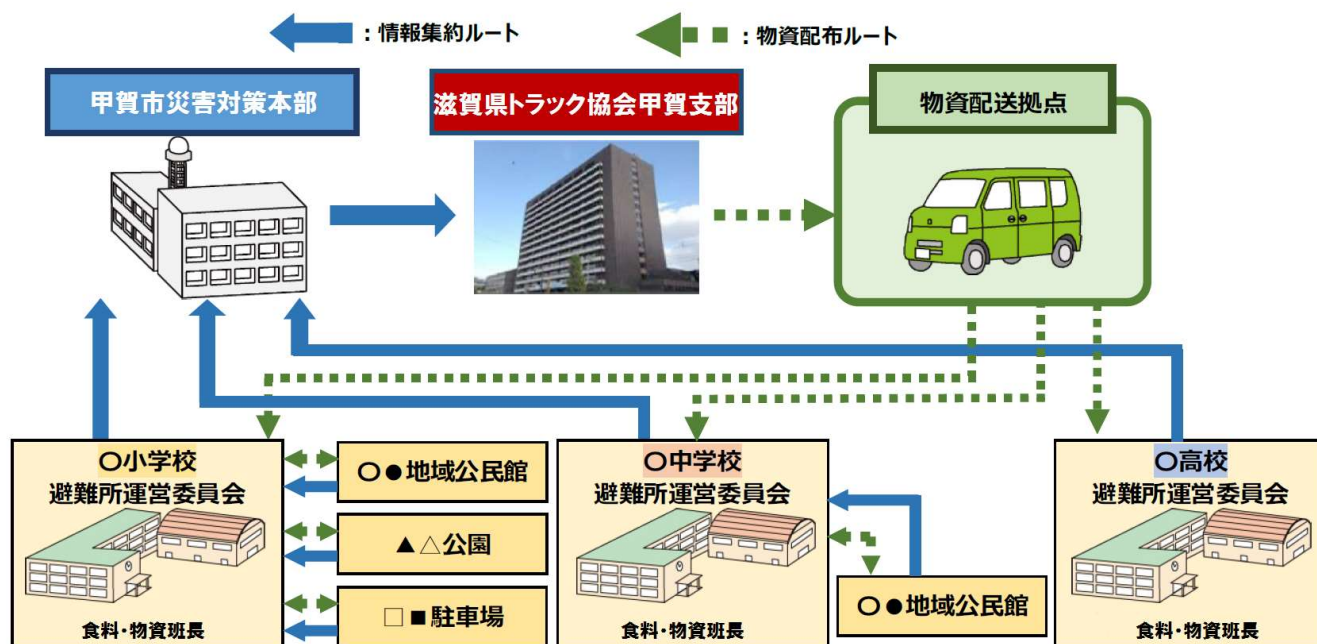 ：情報集約ルート
：物資配布ルート
甲賀市災害対策本部
滋賀県トラック協会甲賀支部
物資配送拠点
〇小学校
避難所運営委員会
食料・物資班長
〇●地域公民館
▲△公園
□■駐車場
〇中学校
避難所運営委員会
食料・物資班長
〇●地域公民館
〇高校
避難所運営委員会
食料・物資班長